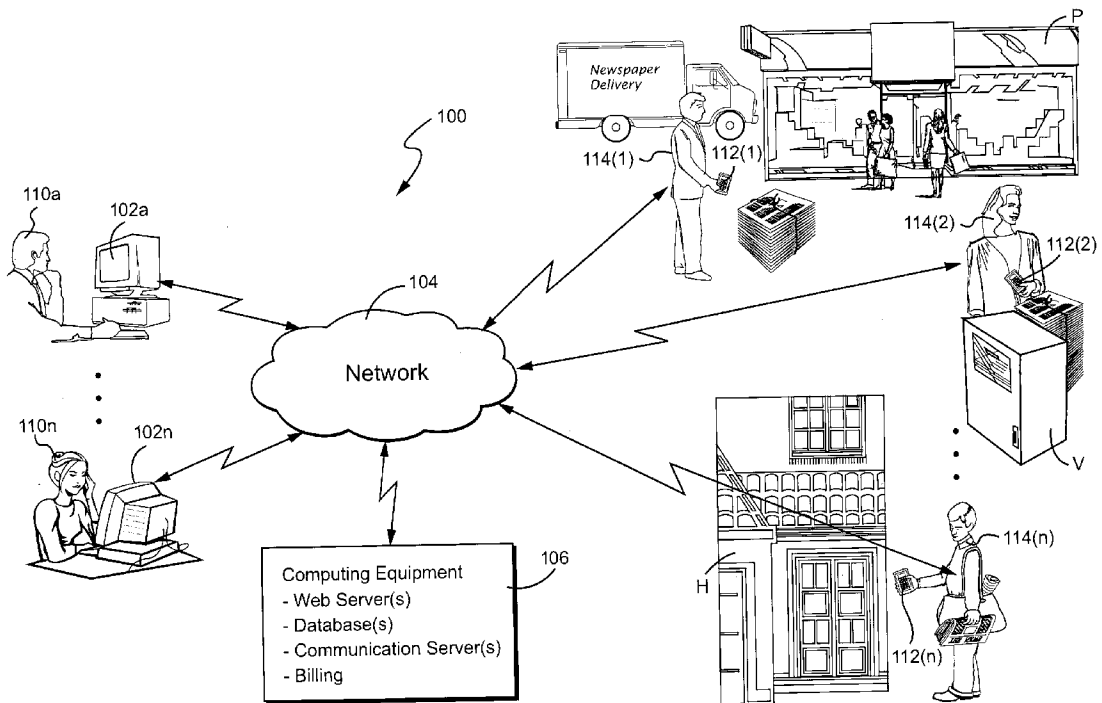 P
Newspaper
Delivery
100
114(1)
112(1)
110a
102a
114(2)
112(2)
104
Network
110n
102n
V
106
Computing Equipment
- Web Server(s)
- Database(s)
- Communication Server(s)
- Billing
H
114(n)
112(n)